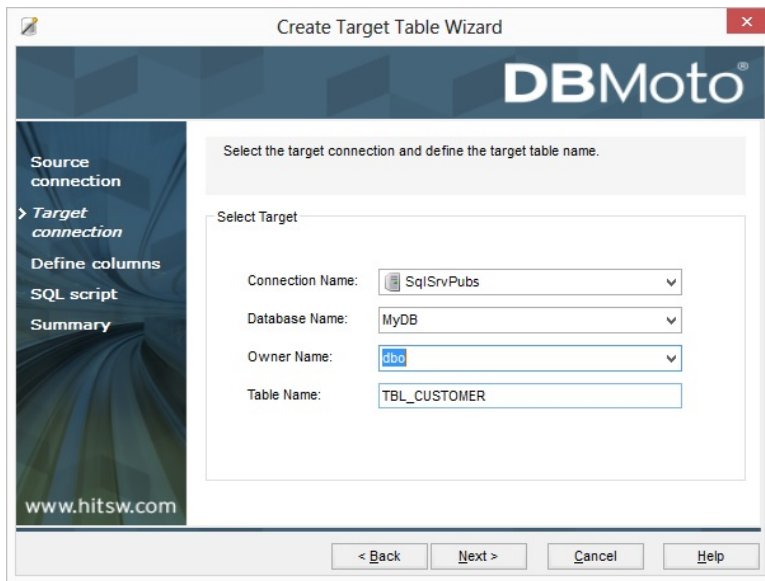 Create Target Table Wizard
DBMoto®
Source
connection
Target
connection
Define columns
SQL script
Summary
www.hitsw.com
Select the target connection and define the target table name.
Select Target
Connection Name: SqlSrvPubs
Database Name: MyDB
Owner Name: dbo
Table Name: TBL_CUSTOMER
< Back Next > Cancel Help